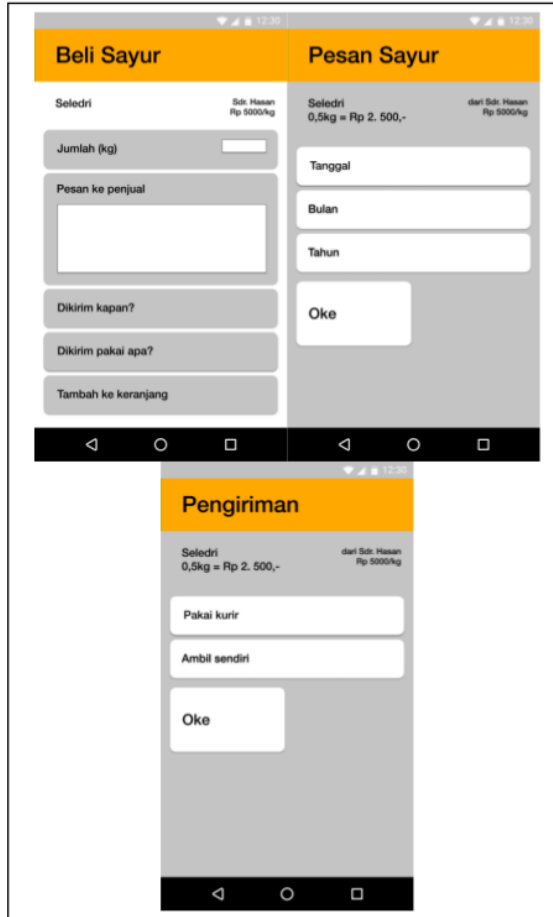 12:30
Beli Sayur
Seledri
Sdr. Hasan
Rp 5000/kg
Jumlah (kg)
Pesan ke penjual
Dikirim kapan?
Dikirim pakai apa?
Tambah ke keranjang
12:30
Pesan Sayur
Seledri
0,5kg = Rp 2. 500,-
dari Sdr. Hasan
Rp 5000/kg
Tanggal
Bulan
Tahun
Oke
12:30
Pengiriman
Seledri
0,5kg = Rp 2. 500,-
dari Sdr. Hasan
Rp 5000/kg
Pakai kurir
Ambil sendiri
Oke